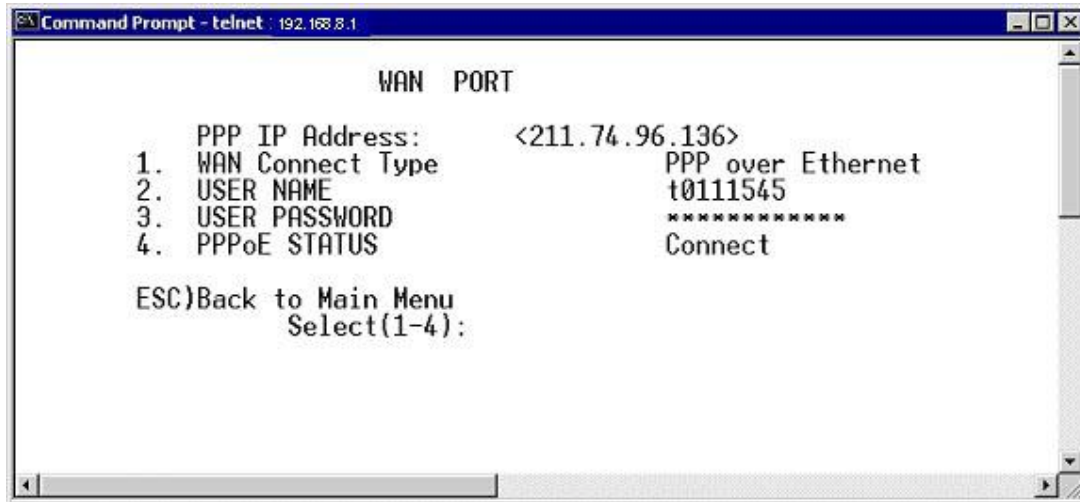 Command Prompt - telnet : 192.168.8.1
WAN PORT
PPP IP Address: <211.74.96.136>
1. WAN Connect Type PPP over Ethernet
2. USER NAME t0111545
3. USER PASSWORD ************
4. PPPoE STATUS Connect
ESC)Back to Main Menu
Select(1-4):